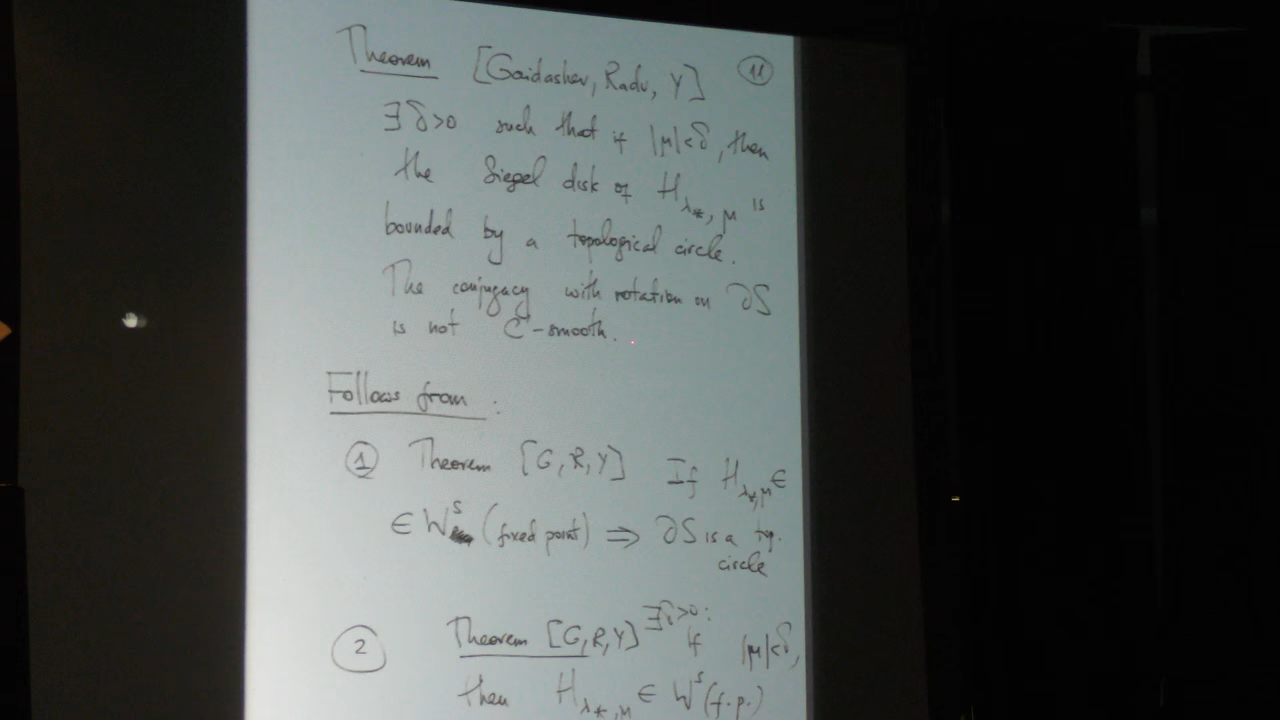 Theorem [Gaidashev, Radu, Y] 11
∃ δ>0 such that if |μ|<δ, then
the Siegel disk of H_{λ*,μ} is
bounded by a topological circle.
The conjugacy with rotation on ∂S
is not C¹-smooth.
Follows from:
① Theorem [G,R,Y] If H_{λ*,μ} ∈
∈ W^s (fixed point) ⇒ ∂S is a top.
circle
② Theorem [G,R,Y] ∃δ>0: if |μ|<δ,
then H_{λ*,μ} ∈ W^s(f.p.)